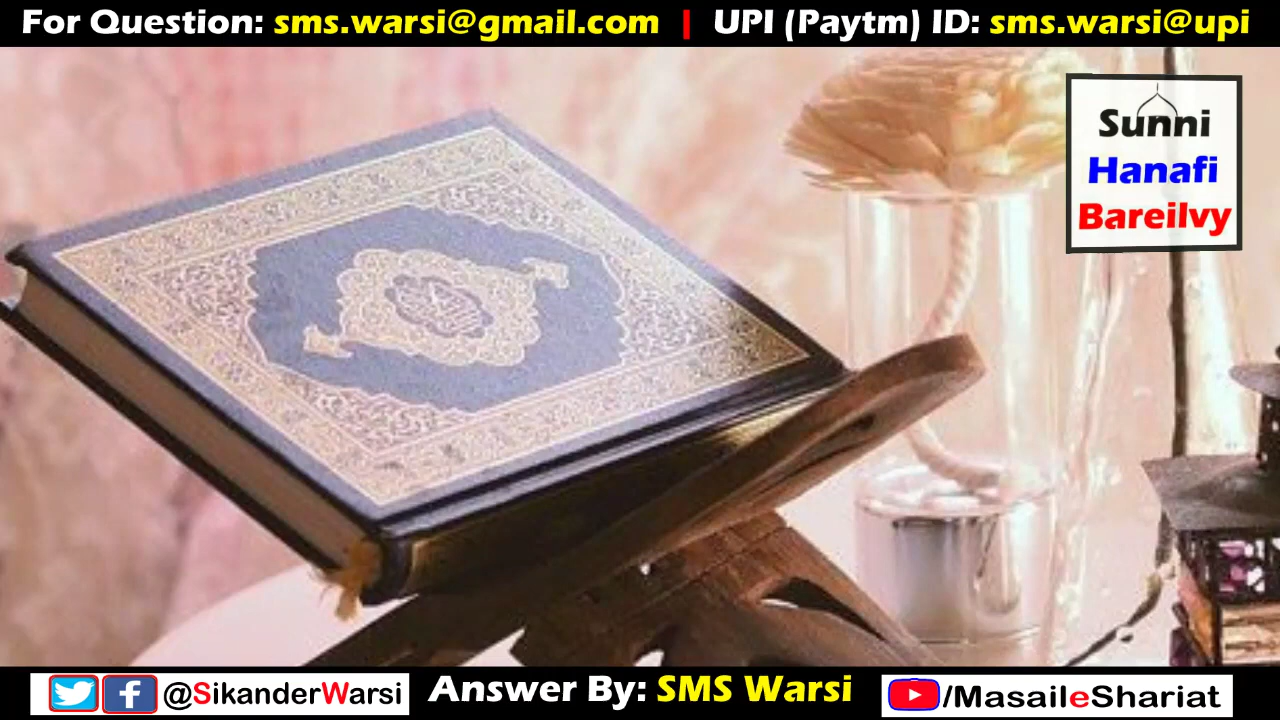 For Question: sms.warsi@gmail.com | UPI (Paytm) ID: sms.warsi@upi
Sunni
Hanafi
Bareilvy
@SikanderWarsi
Answer By: SMS Warsi
/MasaileShariat